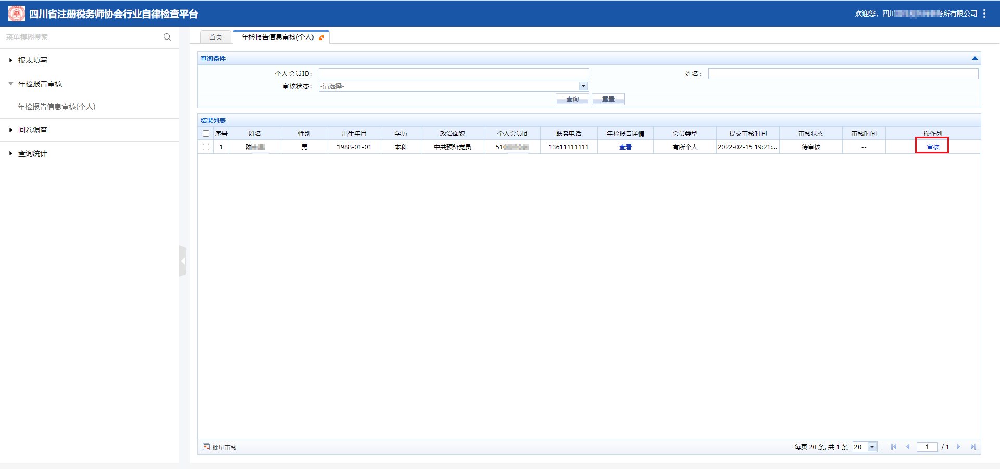 四川省注册税务师协会行业自律检查平台
欢迎您，四川 务所有限公司
菜单模糊搜索
首页 年检报告信息审核(个人)
报表填写
年检报告审核
年检报告信息审核(个人)
问卷调查
查询统计
查询条件
个人会员ID： 姓名：
审核状态： -请选择-
查询 重置
结果列表
序号 姓名 性别 出生年月 学历 政治面貌 个人会员id 联系电话 年检报告详情 会员类型 提交审核时间 审核状态 审核时间 操作列
1 陈 男 1988-01-01 本科 中共预备党员 51 13611111111 查看 有所个人 2022-02-15 19:21:... 待审核 -- 审核
批量审核 每页 20 条, 共 1 条 20 1 / 1